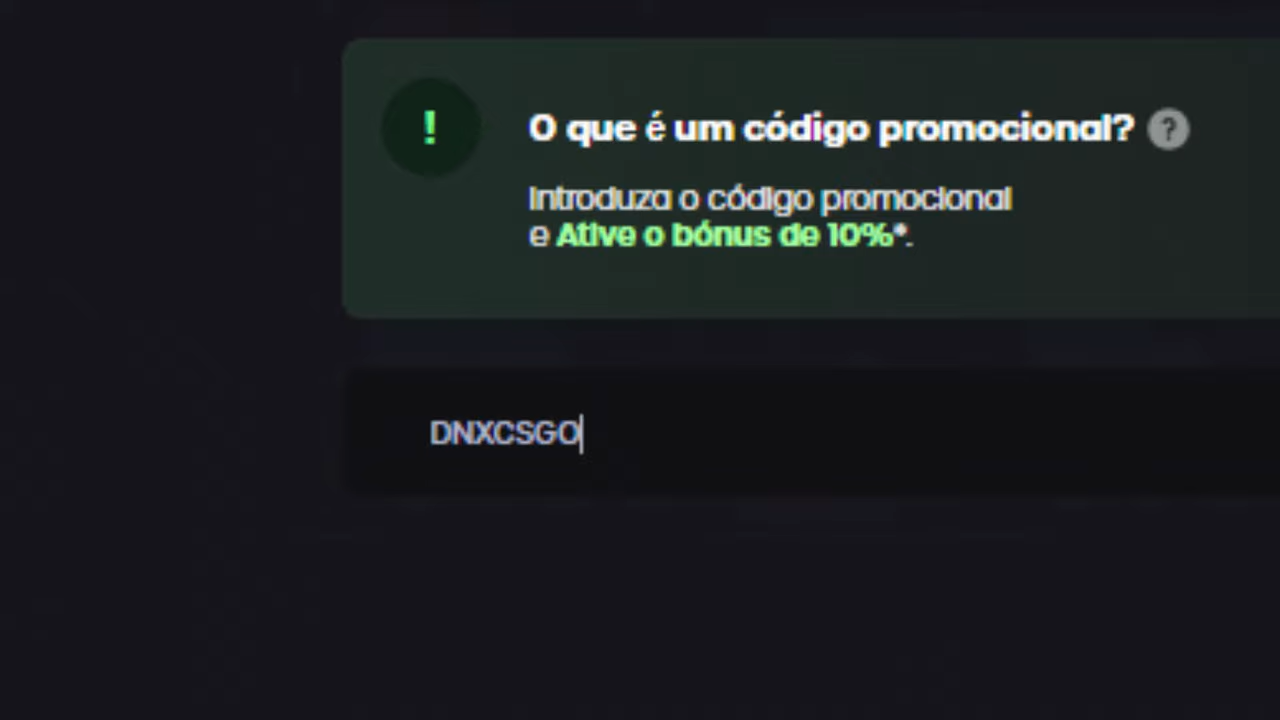 !
O que é um código promocional? ?
Introduza o código promocional
e Ative o bónus de 10%*.
DNXCSGO